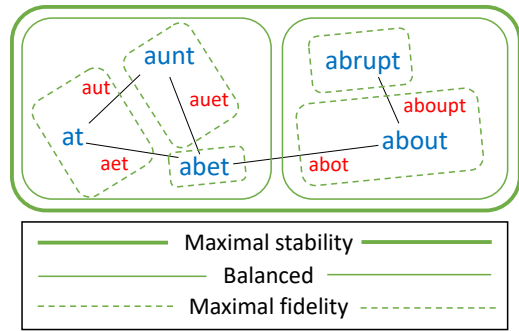 aunt
abrupt
aut
auet
aboupt
at
about
aet
abet
abot
Maximal stability
Balanced
Maximal fidelity